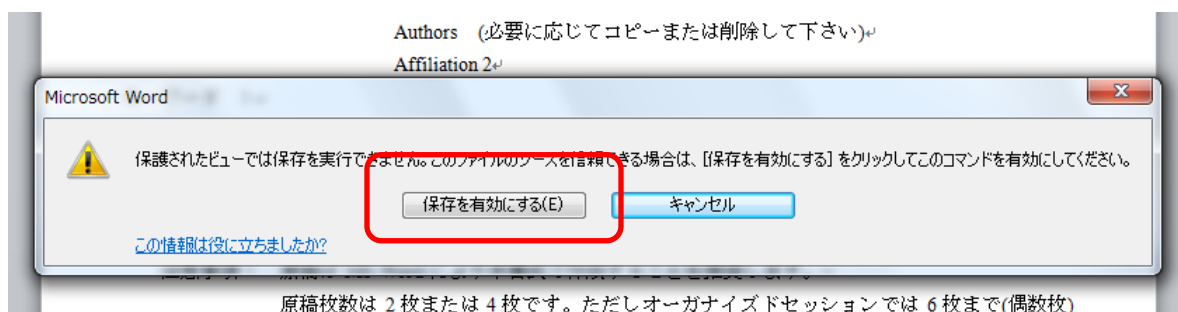 Authors (必要に応じてコピーまたは削除して下さい)↵
Affiliation 2↵
Microsoft Word
保護されたビューでは保存を実行できません。このファイルのソースを信頼できる場合は、[保存を有効にする] をクリックしてこのコマンドを有効にしてください。
保存を有効にする(E) キャンセル
この情報は役に立ちましたか?
原稿枚数は 2 枚または 4 枚です。ただしオーガナイズドセッションでは 6 枚まで(偶数枚)